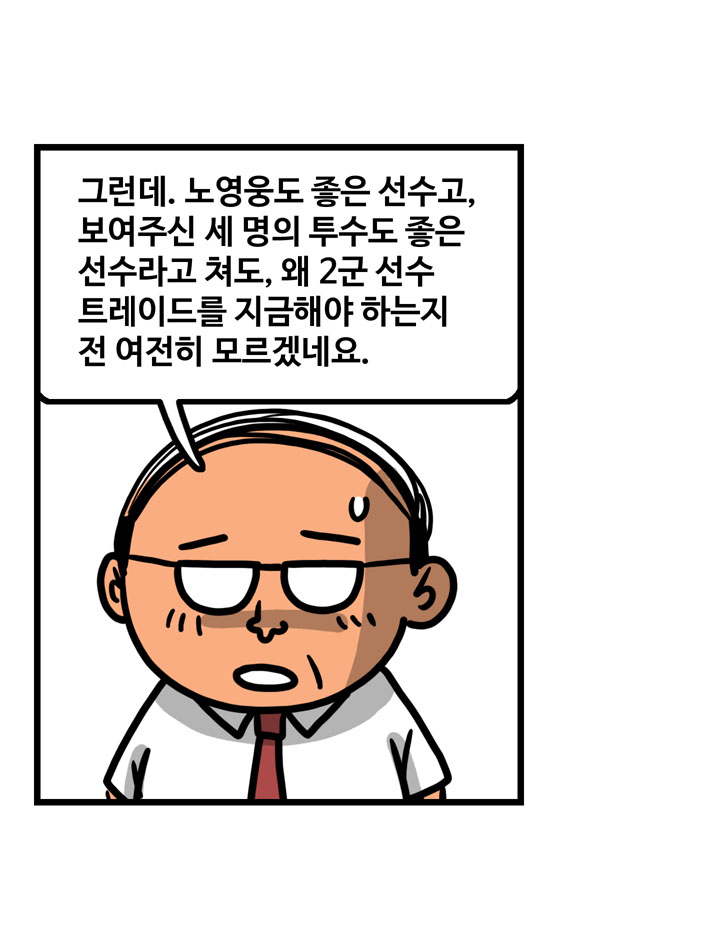 그런데. 노영웅도 좋은 선수고,
보여주신 세 명의 투수도 좋은
선수라고 쳐도, 왜 2군 선수
트레이드를 지금해야 하는지
전 여전히 모르겠네요.